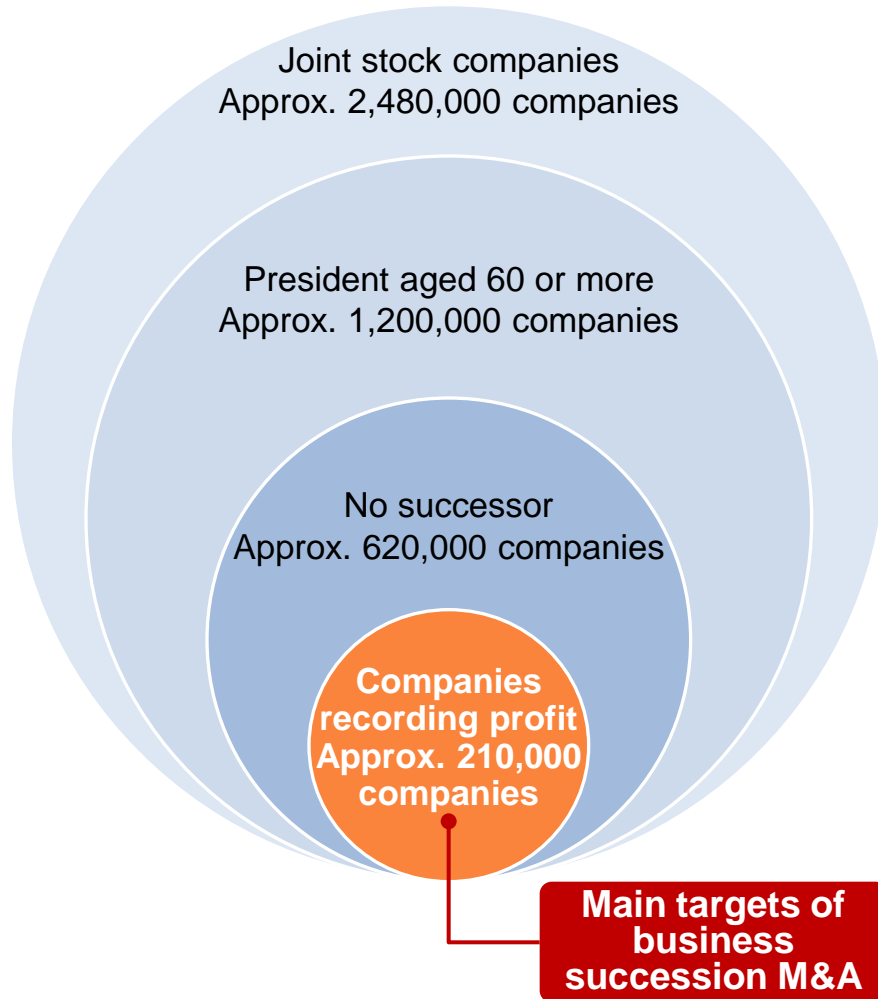 Joint stock companies
Approx. 2,480,000 companies
President aged 60 or more
Approx. 1,200,000 companies
No successor
Approx. 620,000 companies
Companies
recording profit
Approx. 210,000
companies
Main targets of
business
succession M&A